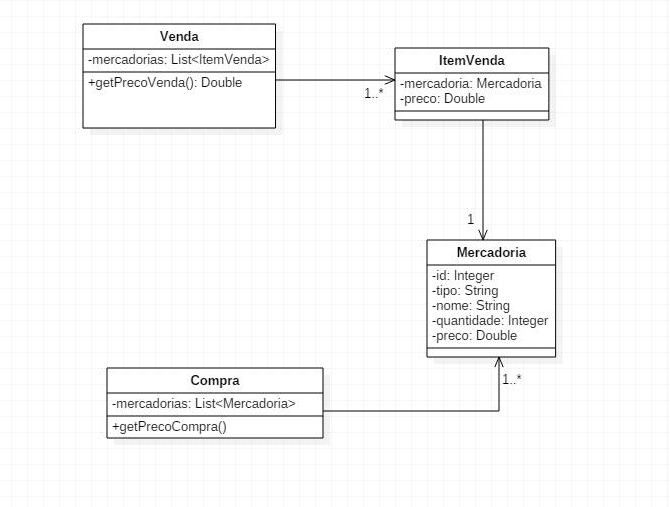 Venda
-mercadorias: List<ItemVenda>
+getPrecoVenda(): Double
1..*
ItemVenda
-mercadoria: Mercadoria
-preco: Double
1
Mercadoria
-id: Integer
-tipo: String
-nome: String
-quantidade: Integer
-preco: Double
1..*
Compra
-mercadorias: List<Mercadoria>
+getPrecoCompra()